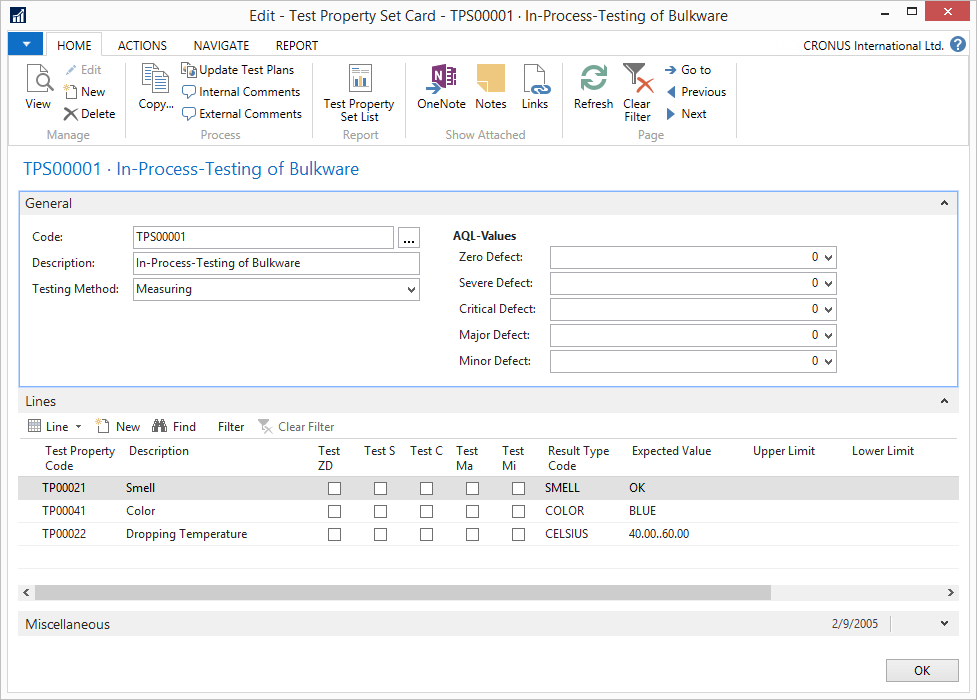 Edit - Test Property Set Card - TPS00001 · In-Process-Testing of Bulkware
HOME ACTIONS NAVIGATE REPORT CRONUS International Ltd. ?
View
Edit
New
Delete
Manage
Copy...
Update Test Plans
Internal Comments
External Comments
Process
Test Property
Set List
Report
OneNote
Notes
Links
Show Attached
Refresh
Clear
Filter
Go to
Previous
Next
Page
TPS00001 · In-Process-Testing of Bulkware
General
Code: TPS00001 ...
Description: In-Process-Testing of Bulkware
Testing Method: Measuring
AQL-Values
Zero Defect: 0
Severe Defect: 0
Critical Defect: 0
Major Defect: 0
Minor Defect: 0
Lines
Line New Find Filter Clear Filter
Test Property Code Description Test ZD Test S Test C Test Ma Test Mi Result Type Code Expected Value Upper Limit Lower Limit
TP00021 Smell SMELL OK
TP00041 Color COLOR BLUE
TP00022 Dropping Temperature CELSIUS 40.00..60.00
Miscellaneous 2/9/2005
OK